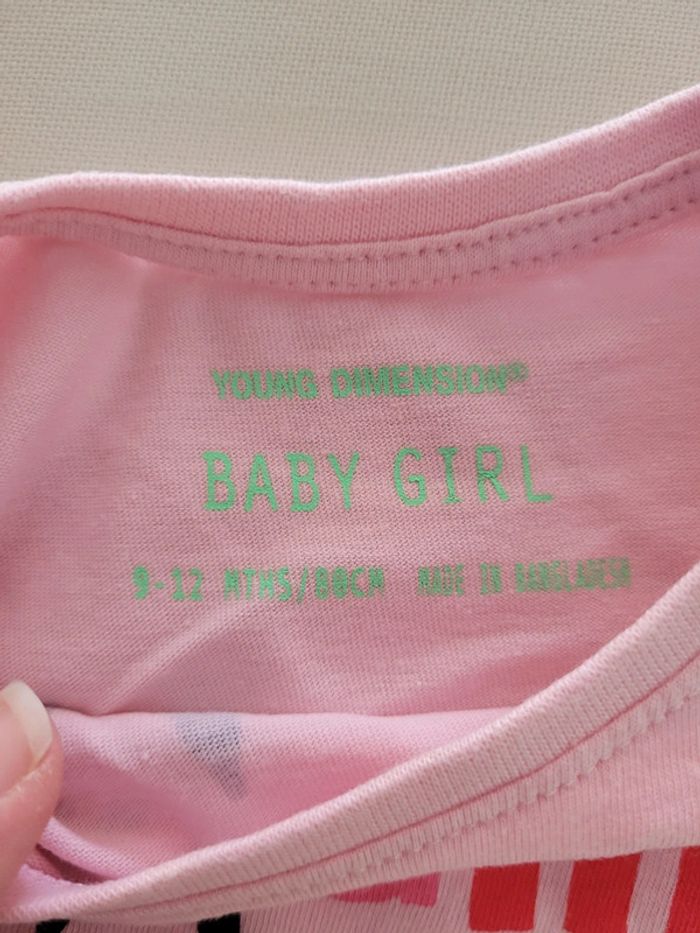 YOUNG DIMENSION®
BABY GIRL
9-12 MTHS/80CM MADE IN BANGLADESH